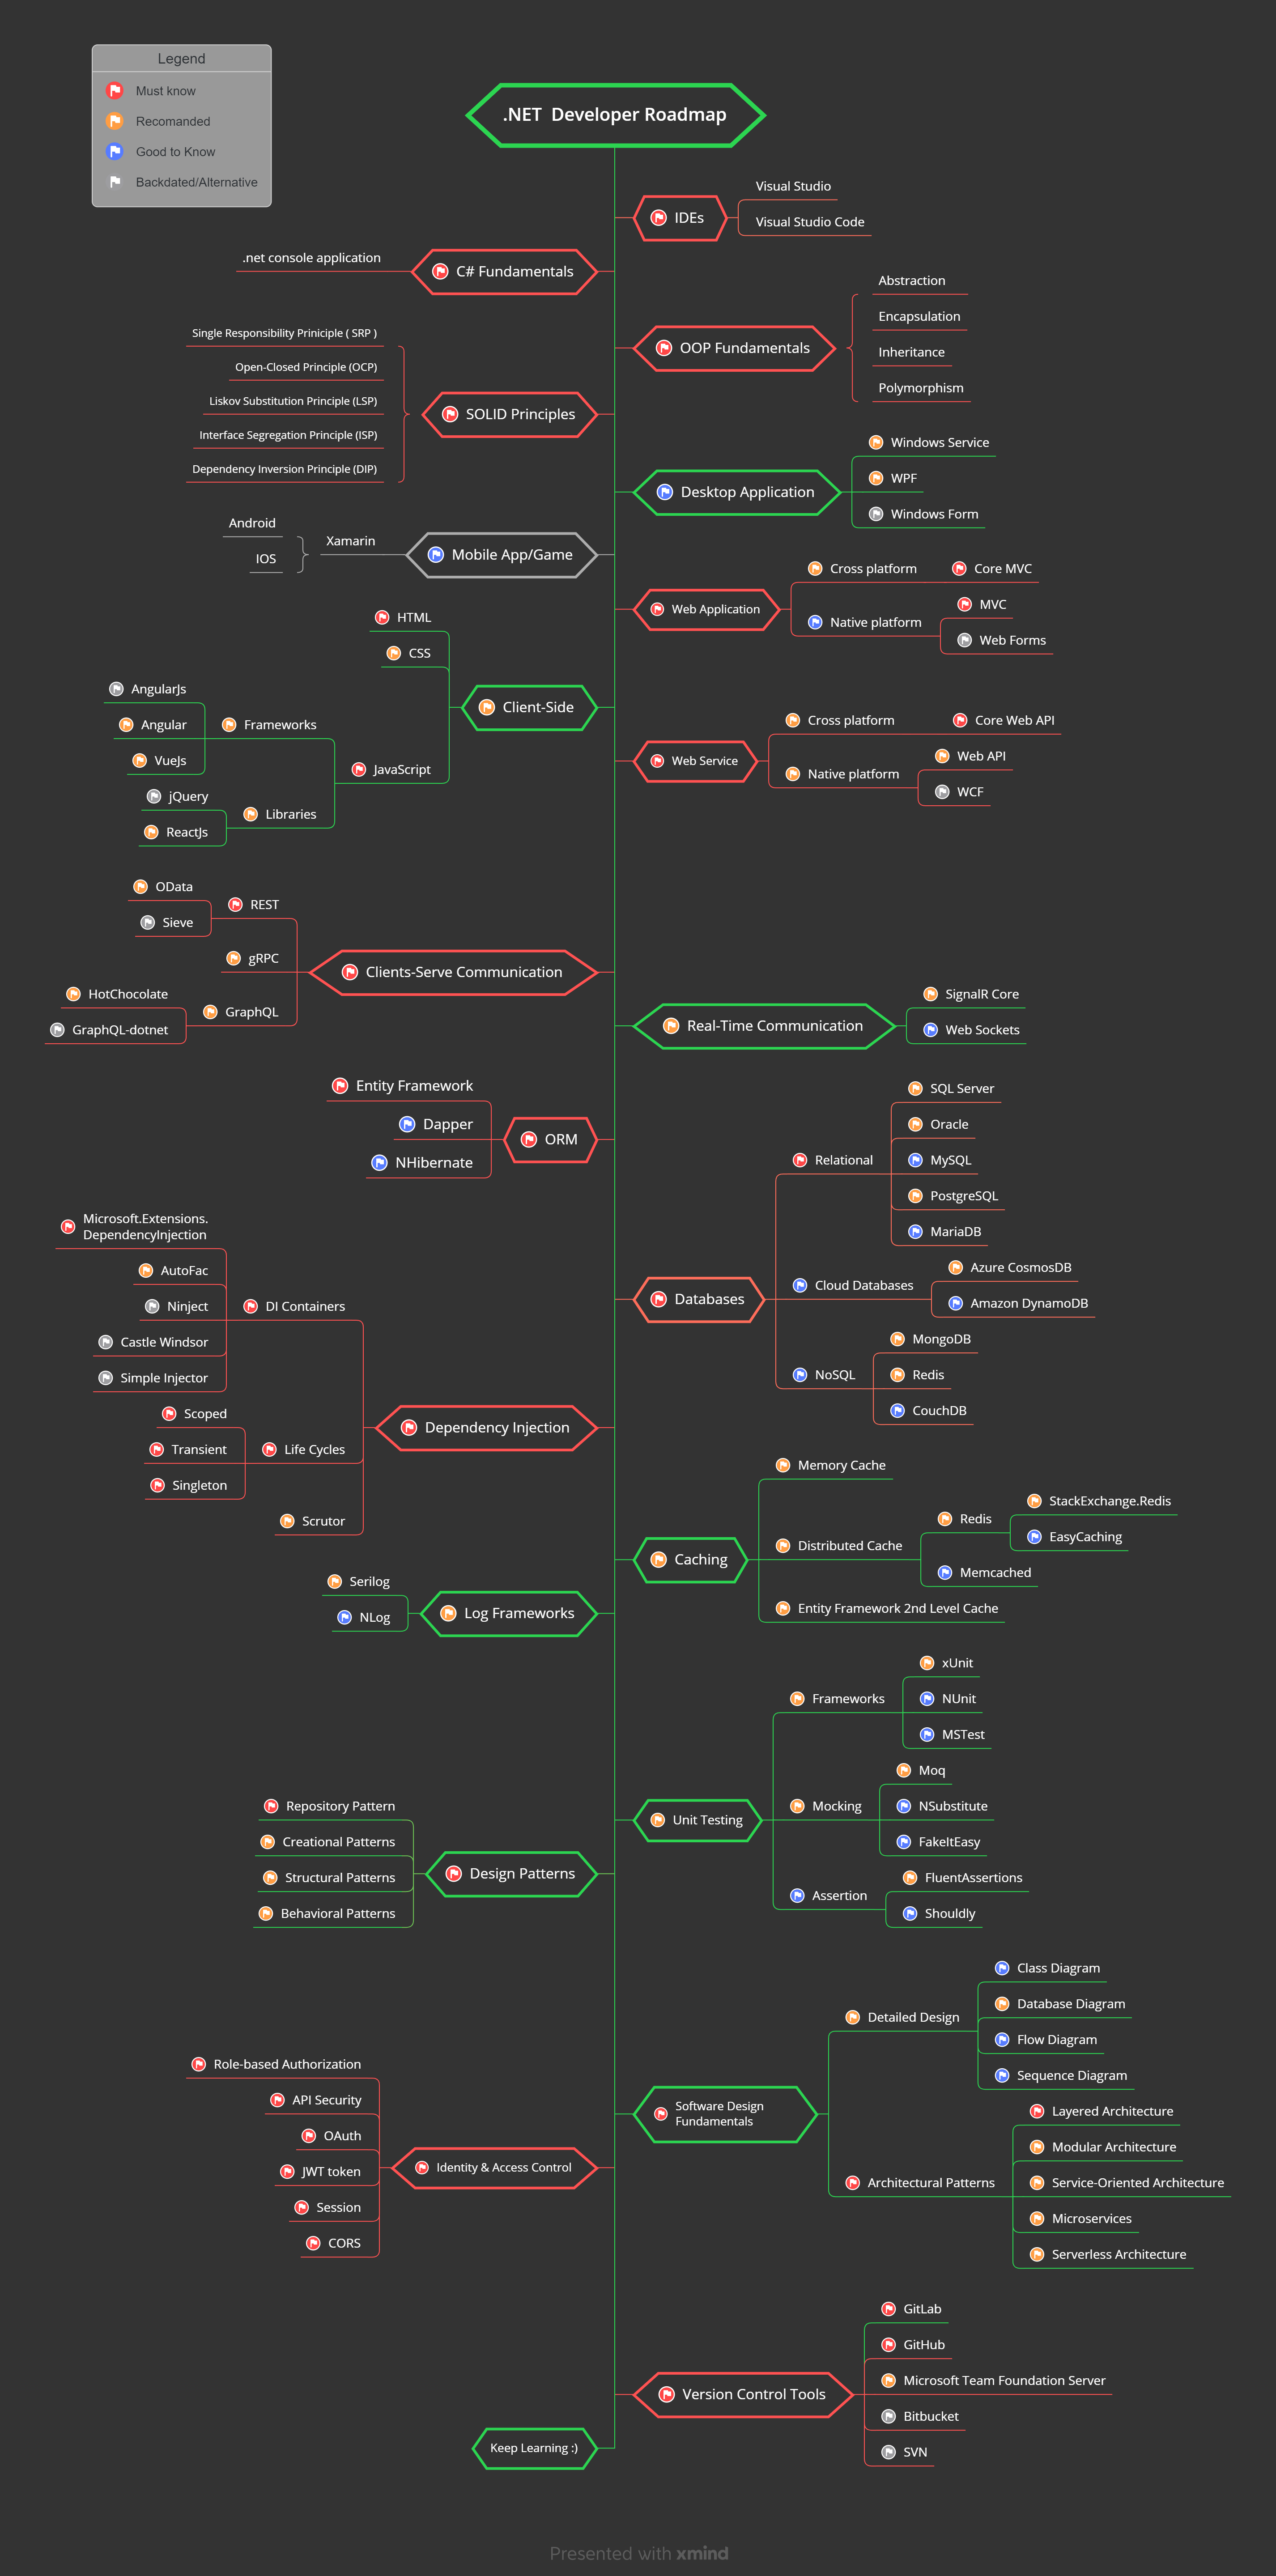 Legend
Must know
Recomanded
Good to Know
Backdated/Alternative
.NET  Developer Roadmap
IDEs
Visual Studio
Visual Studio Code
C# Fundamentals
.net console application
OOP Fundamentals
Abstraction
Encapsulation
Inheritance
Polymorphism
SOLID Principles
Single Responsibility Priniciple ( SRP )
Open-Closed Principle (OCP)
Liskov Substitution Principle (LSP)
Interface Segregation Principle (ISP)
Dependency Inversion Principle (DIP)
Desktop Application
Windows Service
WPF
Windows Form
Mobile App/Game
Xamarin
Android
IOS
Web Application
Cross platform
Core MVC
Native platform
MVC
Web Forms
Client-Side
HTML
CSS
JavaScript
Frameworks
AngularJs
Angular
VueJs
Libraries
jQuery
ReactJs
Web Service
Cross platform
Core Web API
Native platform
Web API
WCF
Clients-Serve Communication
REST
OData
Sieve
gRPC
GraphQL
HotChocolate
GraphQL-dotnet
Real-Time Communication
SignalR Core
Web Sockets
ORM
Entity Framework
Dapper
NHibernate
Databases
Relational
SQL Server
Oracle
MySQL
PostgreSQL
MariaDB
Cloud Databases
Azure CosmosDB
Amazon DynamoDB
NoSQL
MongoDB
Redis
CouchDB
Dependency Injection
DI Containers
Microsoft.Extensions.
DependencyInjection
AutoFac
Ninject
Castle Windsor
Simple Injector
Life Cycles
Scoped
Transient
Singleton
Scrutor
Caching
Memory Cache
Distributed Cache
Redis
StackExchange.Redis
EasyCaching
Memcached
Entity Framework 2nd Level Cache
Log Frameworks
Serilog
NLog
Unit Testing
Frameworks
xUnit
NUnit
MSTest
Mocking
Moq
NSubstitute
FakeItEasy
Assertion
FluentAssertions
Shouldly
Design Patterns
Repository Pattern
Creational Patterns
Structural Patterns
Behavioral Patterns
Software Design
Fundamentals
Detailed Design
Class Diagram
Database Diagram
Flow Diagram
Sequence Diagram
Architectural Patterns
Layered Architecture
Modular Architecture
Service-Oriented Architecture
Microservices
Serverless Architecture
Identity & Access Control
Role-based Authorization
API Security
OAuth
JWT token
Session
CORS
Version Control Tools
GitLab
GitHub
Microsoft Team Foundation Server
Bitbucket
SVN
Keep Learning :)
Presented with xmind